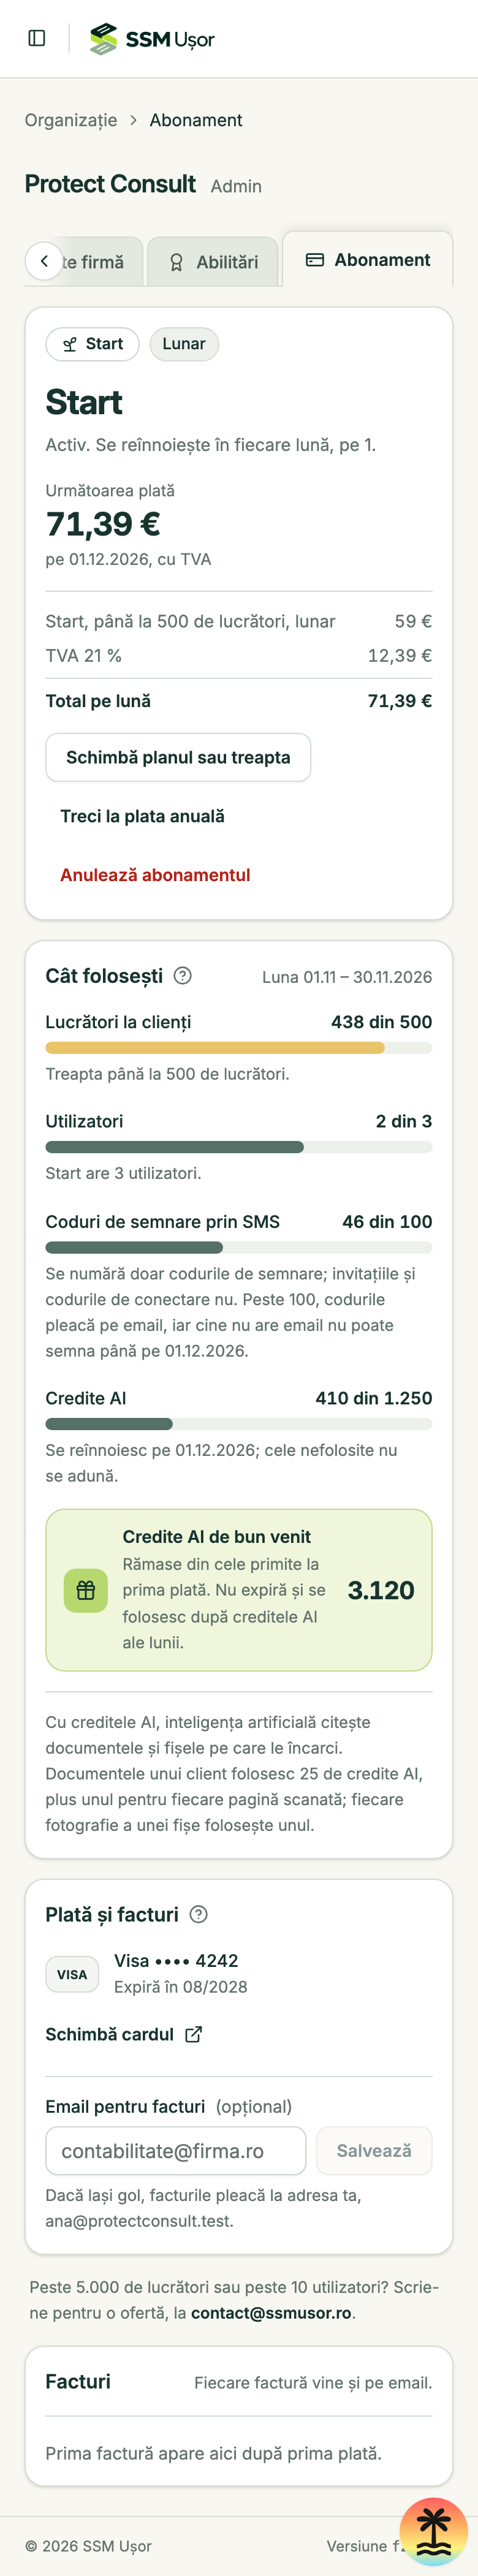 SSM Ușor
Organizație > Abonament
Protect Consult Admin
te firmă Abilitări Abonament
Start Lunar
Start
Activ. Se reînnoiește în fiecare lună, pe 1.
Următoarea plată
71,39 €
pe 01.12.2026, cu TVA
Start, până la 500 de lucrători, lunar 59 €
TVA 21 % 12,39 €
Total pe lună 71,39 €
Schimbă planul sau treapta
Treci la plata anuală
Anulează abonamentul
Cât folosești Luna 01.11 – 30.11.2026
Lucrători la clienți 438 din 500
Treapta până la 500 de lucrători.
Utilizatori 2 din 3
Start are 3 utilizatori.
Coduri de semnare prin SMS 46 din 100
Se numără doar codurile de semnare; invitațiile și
codurile de conectare nu. Peste 100, codurile
pleacă pe email, iar cine nu are email nu poate
semna până pe 01.12.2026.
Credite AI 410 din 1.250
Se reînnoiesc pe 01.12.2026; cele nefolosite nu
se adună.
Credite AI de bun venit
Rămase din cele primite la
prima plată. Nu expiră și se
folosesc după creditele AI
ale lunii.
3.120
Cu creditele AI, inteligența artificială citește
documentele și fișele pe care le încarci.
Documentele unui client folosesc 25 de credite AI,
plus unul pentru fiecare pagină scanată; fiecare
fotografie a unei fișe folosește unul.
Plată și facturi
VISA Visa •••• 4242
Expiră în 08/2028
Schimbă cardul
Email pentru facturi (opțional)
contabilitate@firma.ro Salvează
Dacă lași gol, facturile pleacă la adresa ta,
ana@protectconsult.test.
Peste 5.000 de lucrători sau peste 10 utilizatori? Scrie-
ne pentru o ofertă, la contact@ssmusor.ro.
Facturi Fiecare factură vine și pe email.
Prima factură apare aici după prima plată.
© 2026 SSM Ușor Versiune